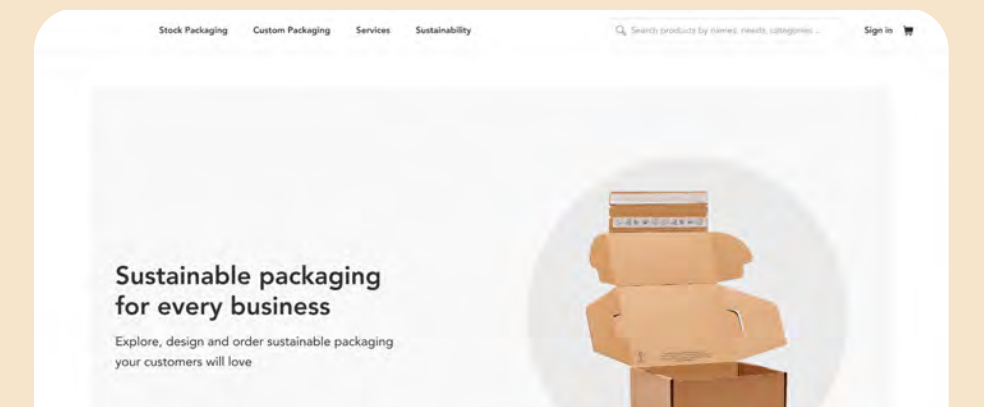 Stock Packaging Custom Packaging Services Sustainability Search products by names, needs, categories ... Sign in
Sustainable packaging
for every business
Explore, design and order sustainable packaging
your customers will love